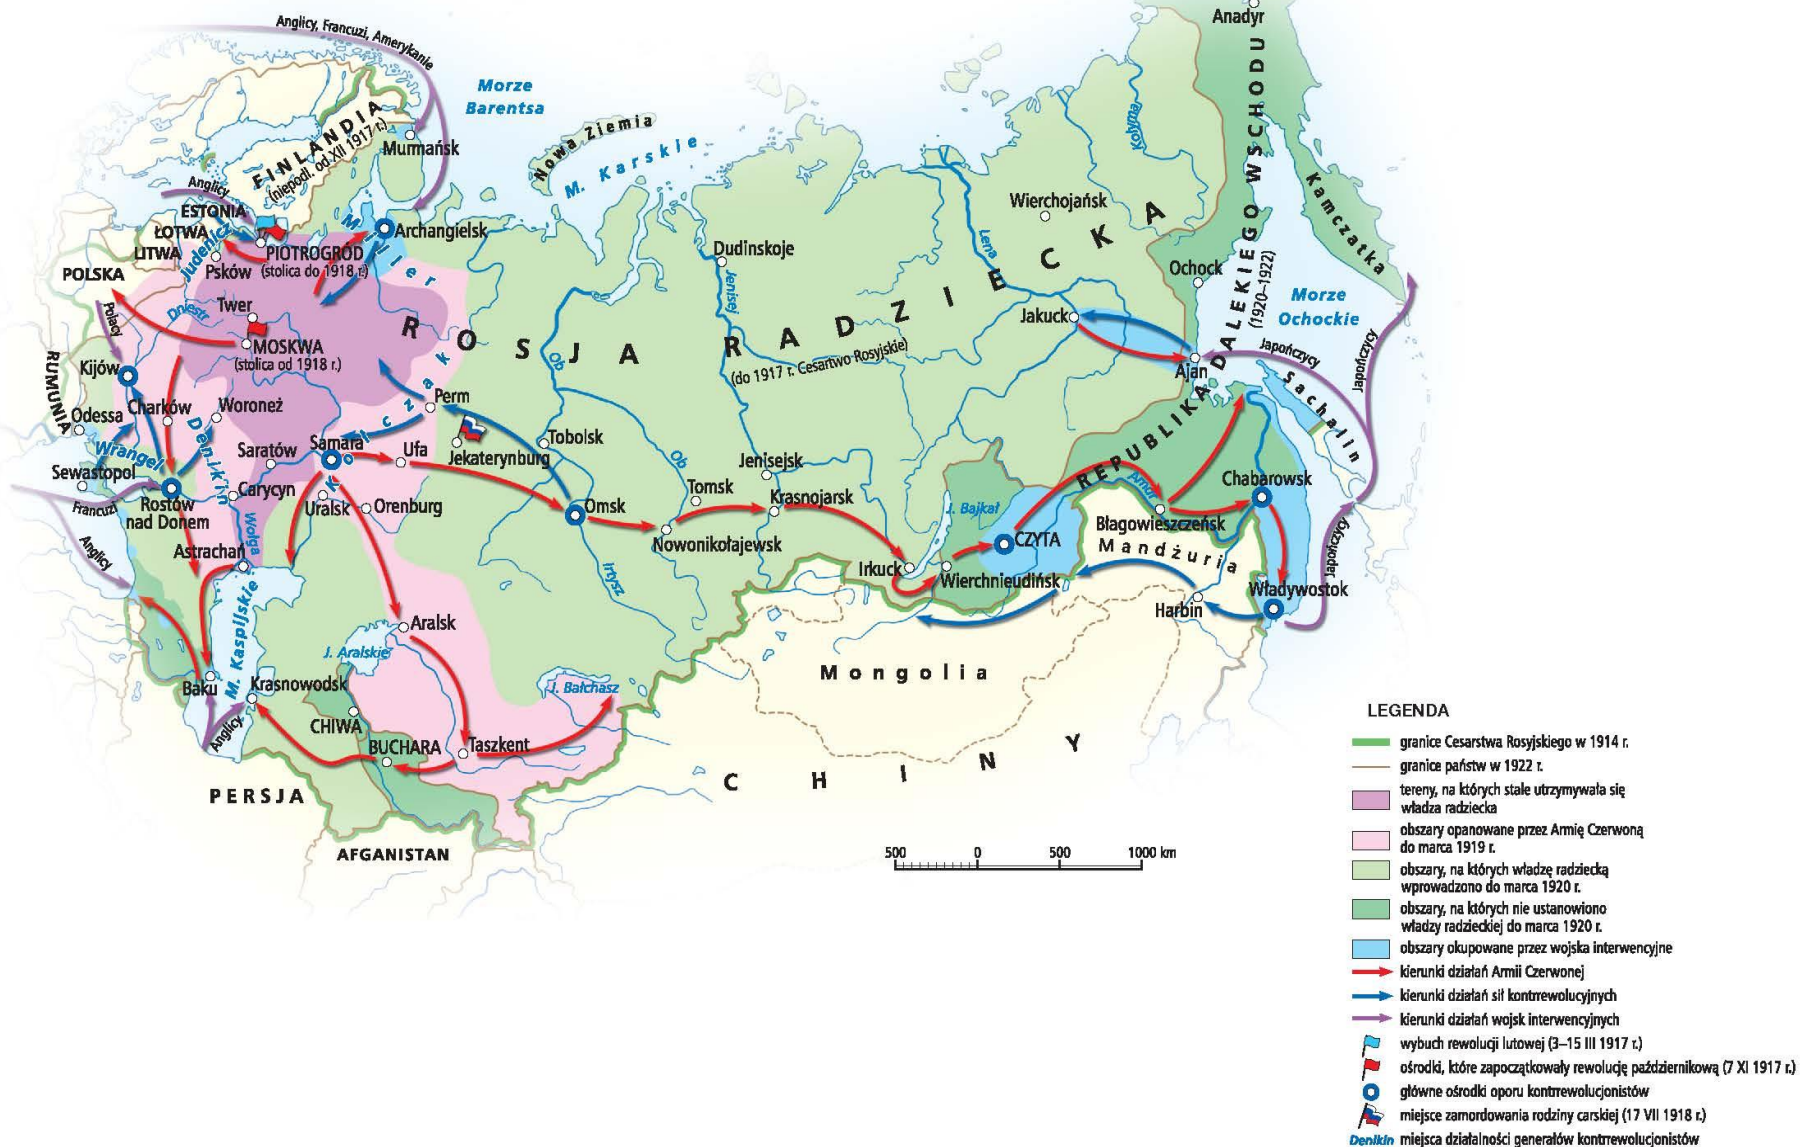 Anadyr
Anglicy, Francuzi, Amerykanie
Morze
Barentsa
FINLANDIA
(niepodl. od XII 1917 r.)
Murmańsk
Nowa Ziemia
M. Karskie
Kołyma
Kamczatka
Anglicy
ESTONIA
ŁOTWA
LITWA
Judenicz
PIOTROGRÓD
(stolica do 1918 r.)
Psków
Miller
Archangielsk
POLSKA
Polacy
Dniestr
Twer
MOSKWA
(stolica od 1918 r.)
Dudinskoje
Jenisej
Lena
Wierchojańsk
Ochock
Morze
Ochockie
ROSJA RADZIECKA
(do 1917 r. Cesartwo Rosyjskie)
REPUBLIKA DALEKIEGO WSCHODU
(1920–1922)
Jakuck
Ajan
Japończycy
Japończycy
Sachalin
RUMUNIA
Kijów
Odessa
Charków
Woroneż
Denikin
Wrangel
Sewastopol
Francuzi
Anglicy
Rostów
nad Donem
Saratów
Samara
Carycyn
Wołga
Uralsk
Orenburg
Ufa
Kołczak
Perm
Jekaterynburg
Tobolsk
Ob
Ob
Omsk
Irtysz
Tomsk
Nowonikołajewsk
Jenisejsk
Krasnojarsk
Irkuck
J. Bajkał
Wierchnieudińsk
CZYTA
Amur
Błagowieszczeńsk
Mandżuria
Chabarowsk
Harbin
Władywostok
Japończycy
Astrachań
M. Kaspijskie
Baku
Anglicy
Krasnowodsk
Aralsk
J. Aralskie
CHIWA
BUCHARA
Taszkent
J. Bałchasz
Mongolia
CHINY
PERSJA
AFGANISTAN
500 0 500 1000 km
LEGENDA
granice Cesarstwa Rosyjskiego w 1914 r.
granice państw w 1922 r.
tereny, na których stale utrzymywała się
władza radziecka
obszary opanowane przez Armię Czerwoną
do marca 1919 r.
obszary, na których władzę radziecką
wprowadzono do marca 1920 r.
obszary, na których nie ustanowiono
władzy radzieckiej do marca 1920 r.
obszary okupowane przez wojska interwencyjne
kierunki działań Armii Czerwonej
kierunki działań sił kontrrewolucyjnych
kierunki działań wojsk interwencyjnych
wybuch rewolucji lutowej (3–15 III 1917 r.)
ośrodki, które zapoczątkowały rewolucję październikową (7 XI 1917 r.)
główne ośrodki oporu kontrrewolucjonistów
miejsce zamordowania rodziny carskiej (17 VII 1918 r.)
Denikin miejsca działalności generałów kontrrewolucjonistów